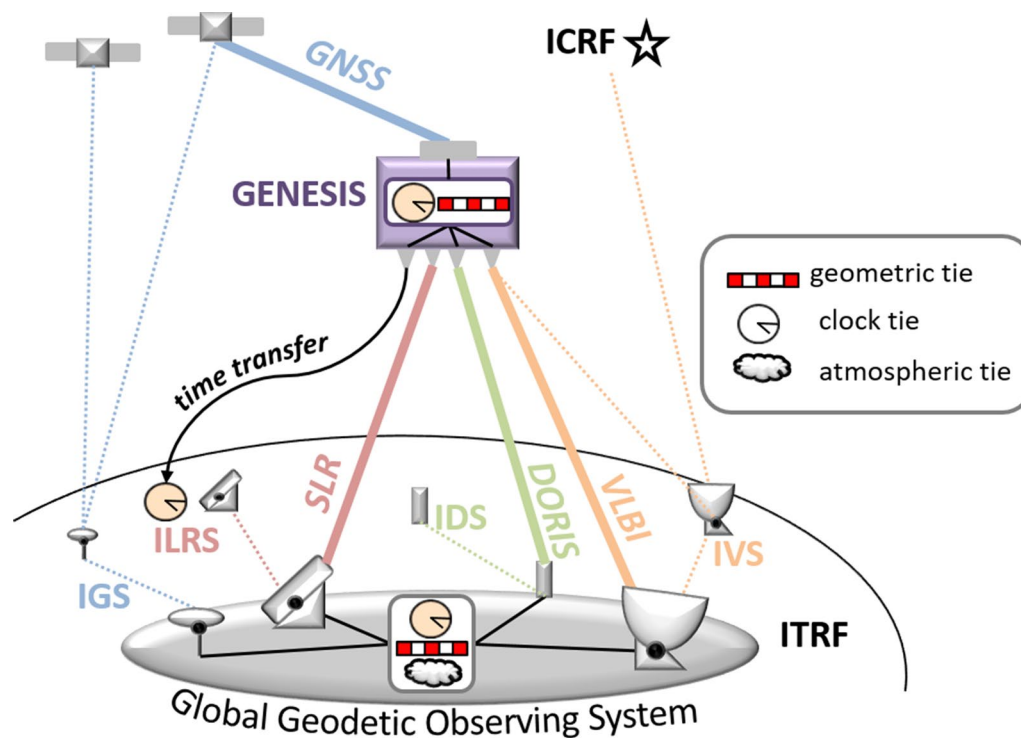 ICRF
GNSS
GENESIS
geometric tie
clock tie
atmospheric tie
time transfer
SLR
DORIS
VLBI
IDS
ILRS
IVS
IGS
ITRF
Global Geodetic Observing System